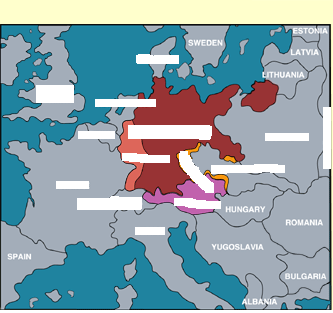 ESTONIA
SWEDEN
LATVIA
LITHUANIA
HUNGARY
ROMANIA
YUGOSLAVIA
SPAIN
BULGARIA
ALBANIA